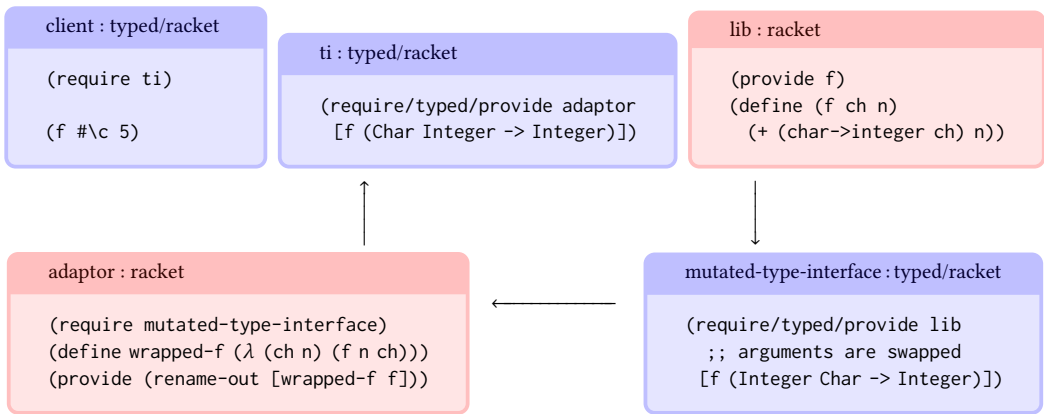 client : typed/racket
(require ti)
(f #\c 5)
ti : typed/racket
(require/typed/provide adaptor
[f (Char Integer -> Integer)])
lib : racket
(provide f)
(define (f ch n)
(+ (char->integer ch) n))
adaptor : racket
(require mutated-type-interface)
(define wrapped-f (λ (ch n) (f n ch)))
(provide (rename-out [wrapped-f f]))
mutated-type-interface : typed/racket
(require/typed/provide lib
;; arguments are swapped
[f (Integer Char -> Integer)])